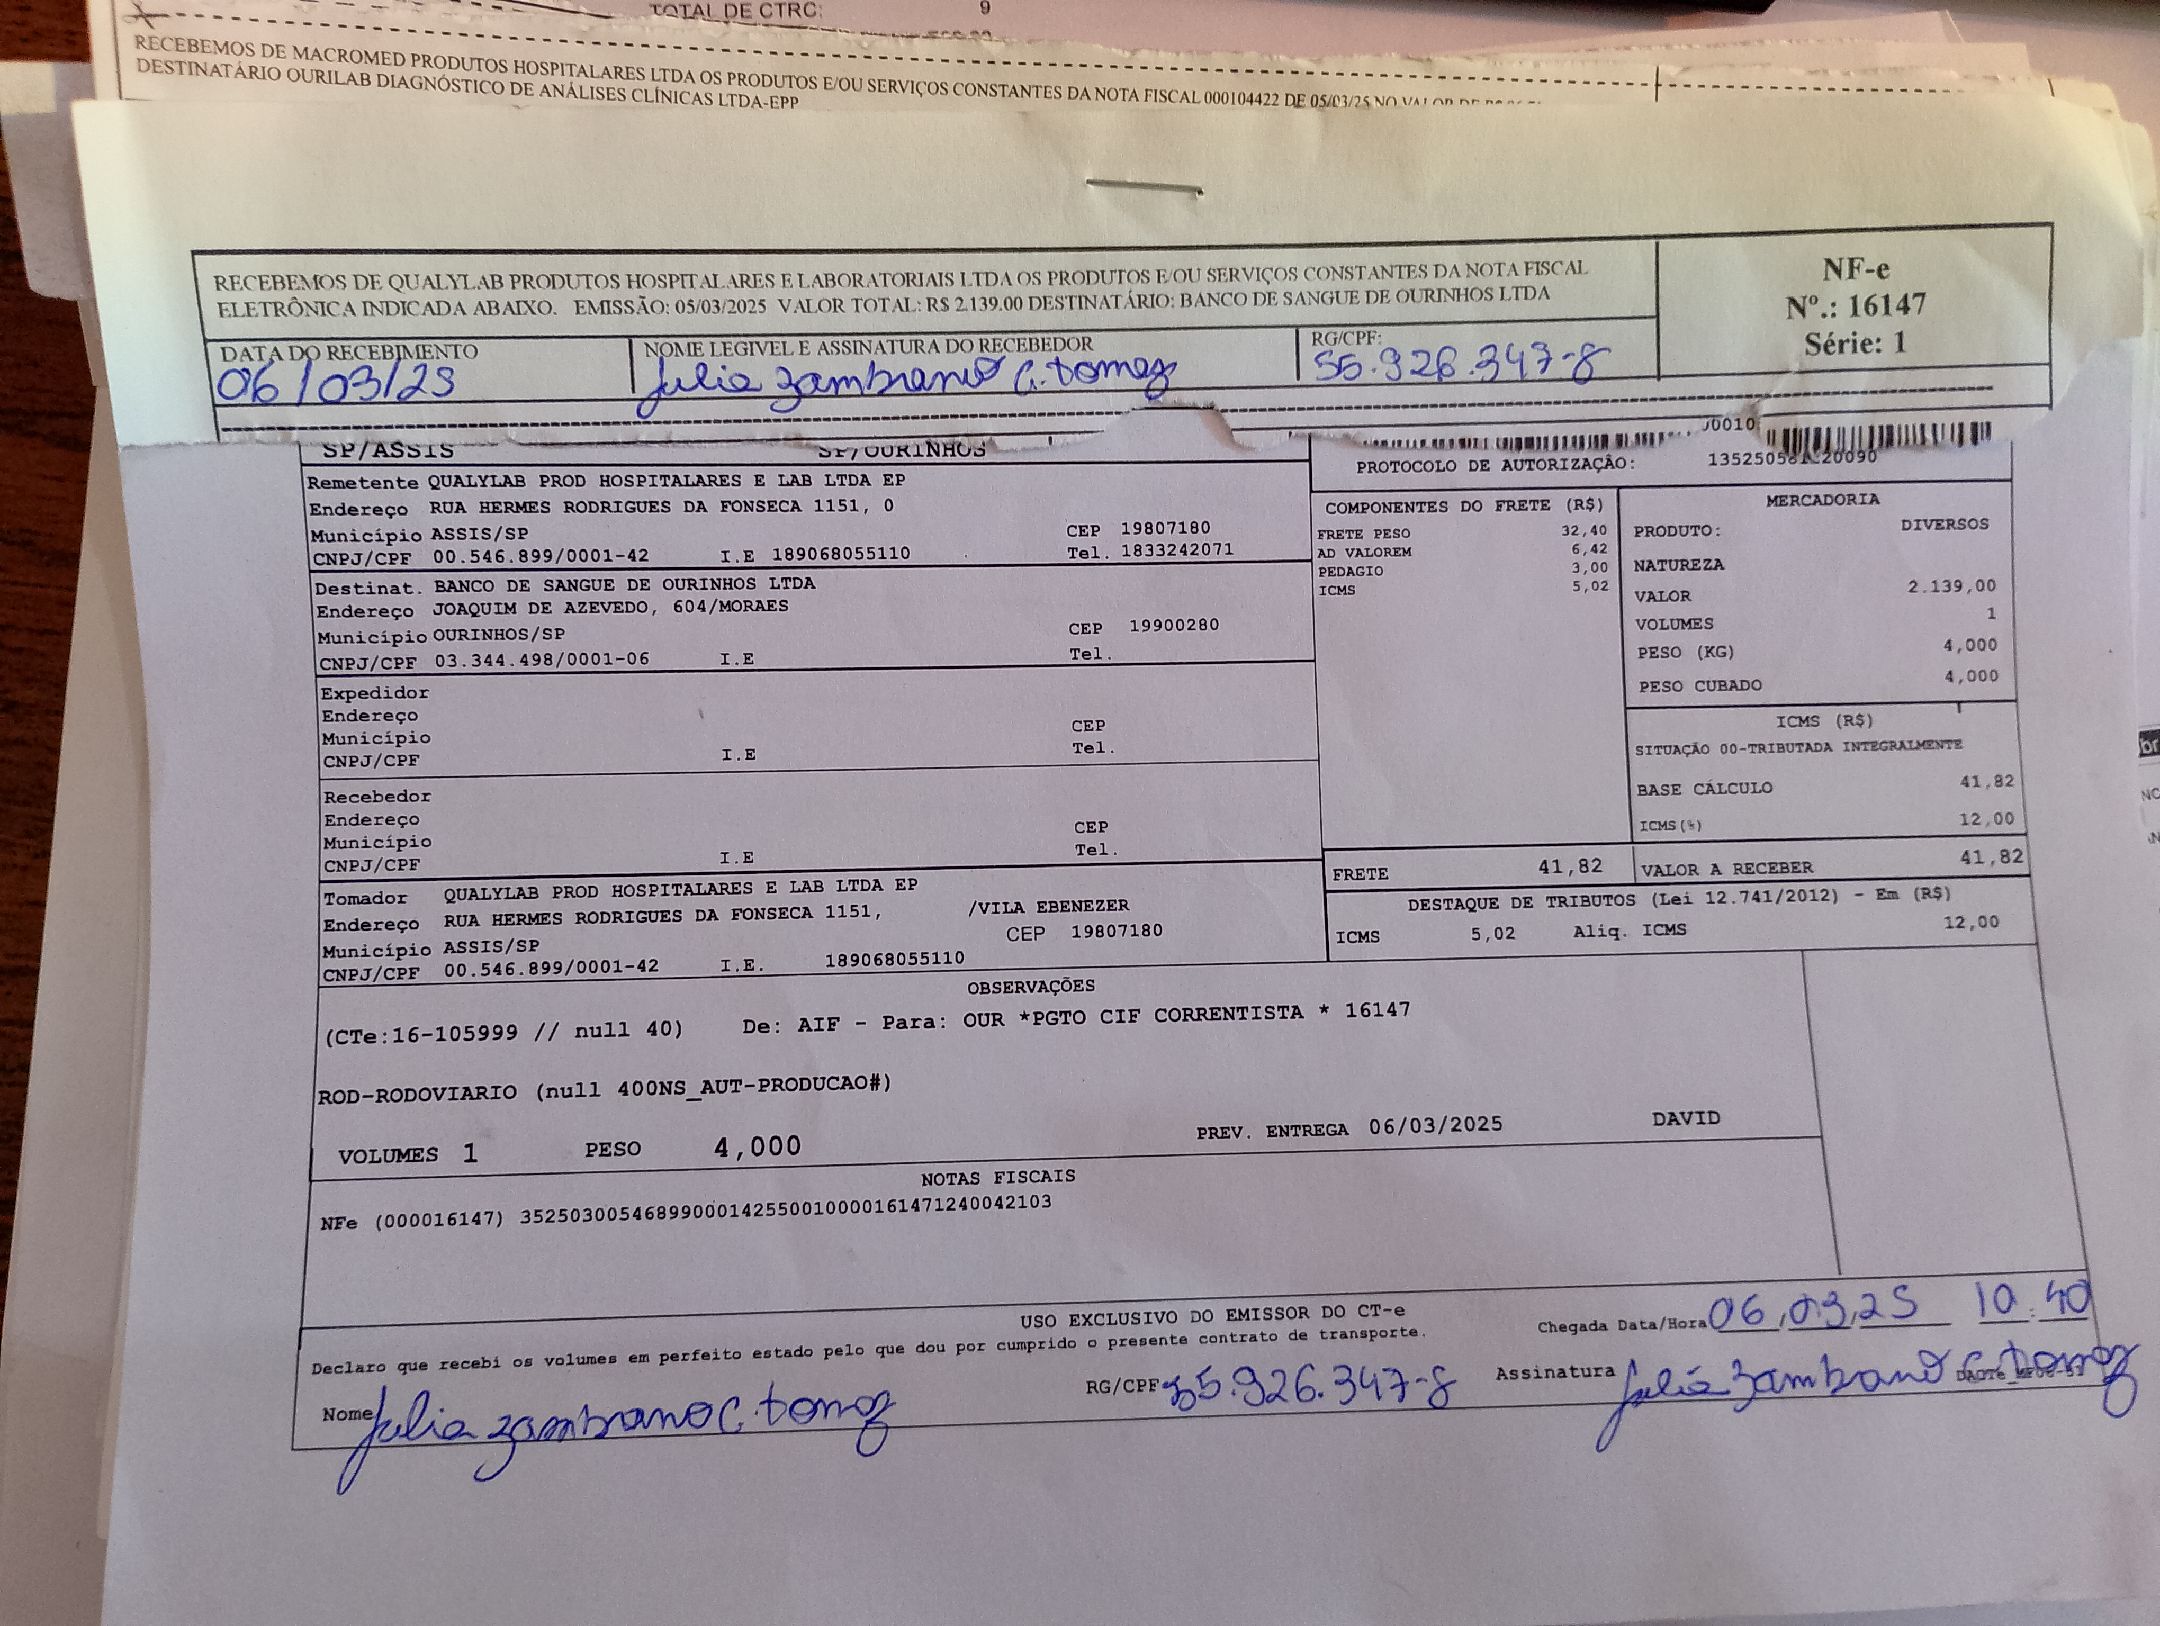 TOTAL DE CTRC: 9
RECEBEMOS DE MACROMED PRODUTOS HOSPITALARES LTDA OS PRODUTOS E/OU SERVIÇOS CONSTANTES DA NOTA FISCAL 000104422 DE 05/03/25 NO VALOR DE
DESTINATÁRIO OURILAB DIAGNÓSTICO DE ANÁLISES CLÍNICAS LTDA-EPP
RECEBEMOS DE QUALYLAB PRODUTOS HOSPITALARES E LABORATORIAIS LTDA OS PRODUTOS E/OU SERVIÇOS CONSTANTES DA NOTA FISCAL
ELETRÔNICA INDICADA ABAIXO. EMISSÃO: 05/03/2025 VALOR TOTAL: R$ 2.139.00 DESTINATÁRIO: BANCO DE SANGUE DE OURINHOS LTDA
NF-e
Nº.: 16147
Série: 1
DATA DO RECEBIMENTO
06/03/25
NOME LEGIVEL E ASSINATURA DO RECEBEDOR
Julia Zambrano C. Tomaz
RG/CPF:
55.926.347-8
SP/ASSIS SP/OURINHOS
PROTOCOLO DE AUTORIZAÇÃO:
Remetente QUALYLAB PROD HOSPITALARES E LAB LTDA EP
Endereço RUA HERMES RODRIGUES DA FONSECA 1151, 0
Município ASSIS/SP CEP 19807180
CNPJ/CPF 00.546.899/0001-42 I.E 189068055110 Tel. 1833242071
Destinat. BANCO DE SANGUE DE OURINHOS LTDA
Endereço JOAQUIM DE AZEVEDO, 604/MORAES
Município OURINHOS/SP CEP 19900280
CNPJ/CPF 03.344.498/0001-06 I.E Tel.
Expedidor
Endereço
Município CEP
CNPJ/CPF I.E Tel.
Recebedor
Endereço
Município CEP
CNPJ/CPF I.E Tel.
Tomador QUALYLAB PROD HOSPITALARES E LAB LTDA EP
Endereço RUA HERMES RODRIGUES DA FONSECA 1151, /VILA EBENEZER
Município ASSIS/SP CEP 19807180
CNPJ/CPF 00.546.899/0001-42 I.E. 189068055110
COMPONENTES DO FRETE (R$)
FRETE PESO 32,40
AD VALOREM 6,42
PEDAGIO 3,00
ICMS 5,02
MERCADORIA
PRODUTO: DIVERSOS
NATUREZA
VALOR 2.139,00
VOLUMES 1
PESO (KG) 4,000
PESO CUBADO 4,000
ICMS (R$)
SITUAÇÃO 00-TRIBUTADA INTEGRALMENTE
BASE CÁLCULO 41,82
ICMS(%) 12,00
FRETE 41,82 VALOR A RECEBER 41,82
DESTAQUE DE TRIBUTOS (Lei 12.741/2012) - Em (R$)
ICMS 5,02 Aliq. ICMS 12,00
OBSERVAÇÕES
(CTe:16-105999 // null 40) De: AIF - Para: OUR *PGTO CIF CORRENTISTA * 16147
ROD-RODOVIARIO (null 400NS_AUT-PRODUCAO#)
VOLUMES 1 PESO 4,000 PREV. ENTREGA 06/03/2025 DAVID
NOTAS FISCAIS
NFe (000016147) 35250300546899000142550010000161471240042103
USO EXCLUSIVO DO EMISSOR DO CT-e
Declaro que recebi os volumes em perfeito estado pelo que dou por cumprido o presente contrato de transporte.
Chegada Data/Hora 06,03,25 10:40
Nome Julia Zambrano C. Tomaz
RG/CPF 55.926.347-8
Assinatura Julia Zambrano C. Tomaz